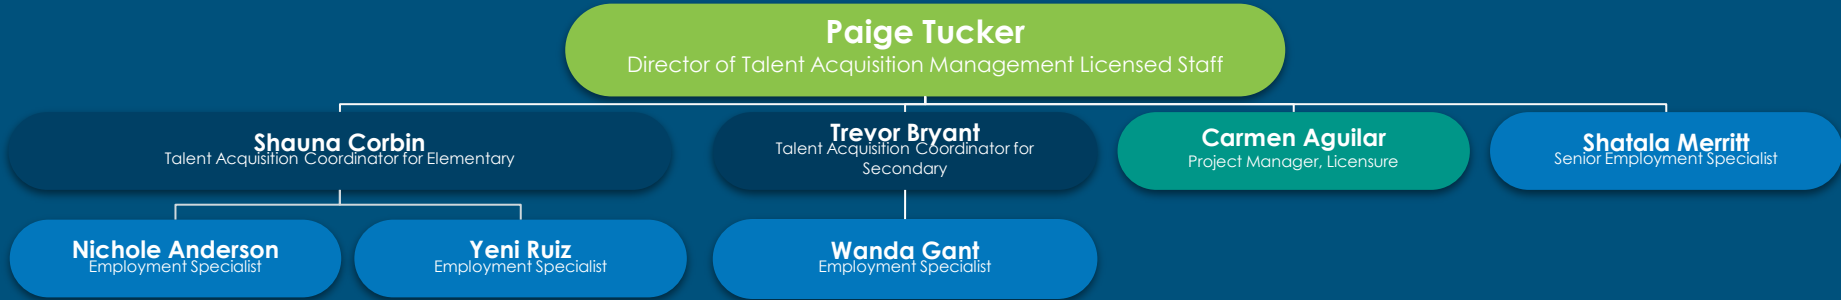 Paige Tucker
Director of Talent Acquisition Management Licensed Staff
Shauna Corbin
Talent Acquisition Coordinator for Elementary
Trevor Bryant
Talent Acquisition Coordinator for
Secondary
Carmen Aguilar
Project Manager, Licensure
Shatala Merritt
Senior Employment Specialist
Nichole Anderson
Employment Specialist
Yeni Ruiz
Employment Specialist
Wanda Gant
Employment Specialist